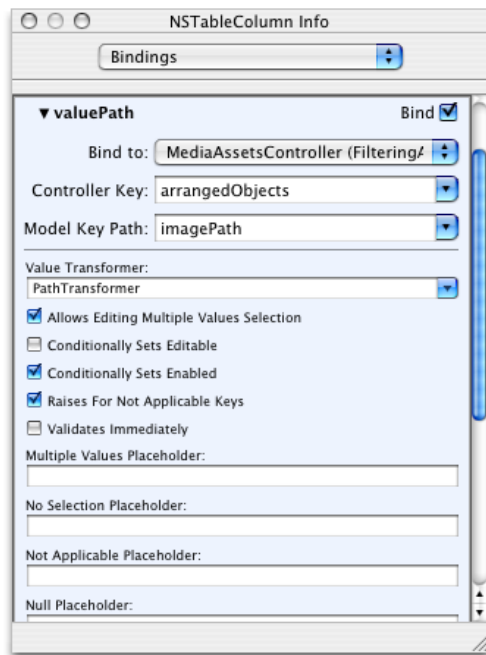 NSTableColumn Info
Bindings
▼ valuePath Bind
Bind to: MediaAssetsController (Filtering
Controller Key: arrangedObjects
Model Key Path: imagePath
Value Transformer:
PathTransformer
Allows Editing Multiple Values Selection
Conditionally Sets Editable
Conditionally Sets Enabled
Raises For Not Applicable Keys
Validates Immediately
Multiple Values Placeholder:
No Selection Placeholder:
Not Applicable Placeholder:
Null Placeholder: